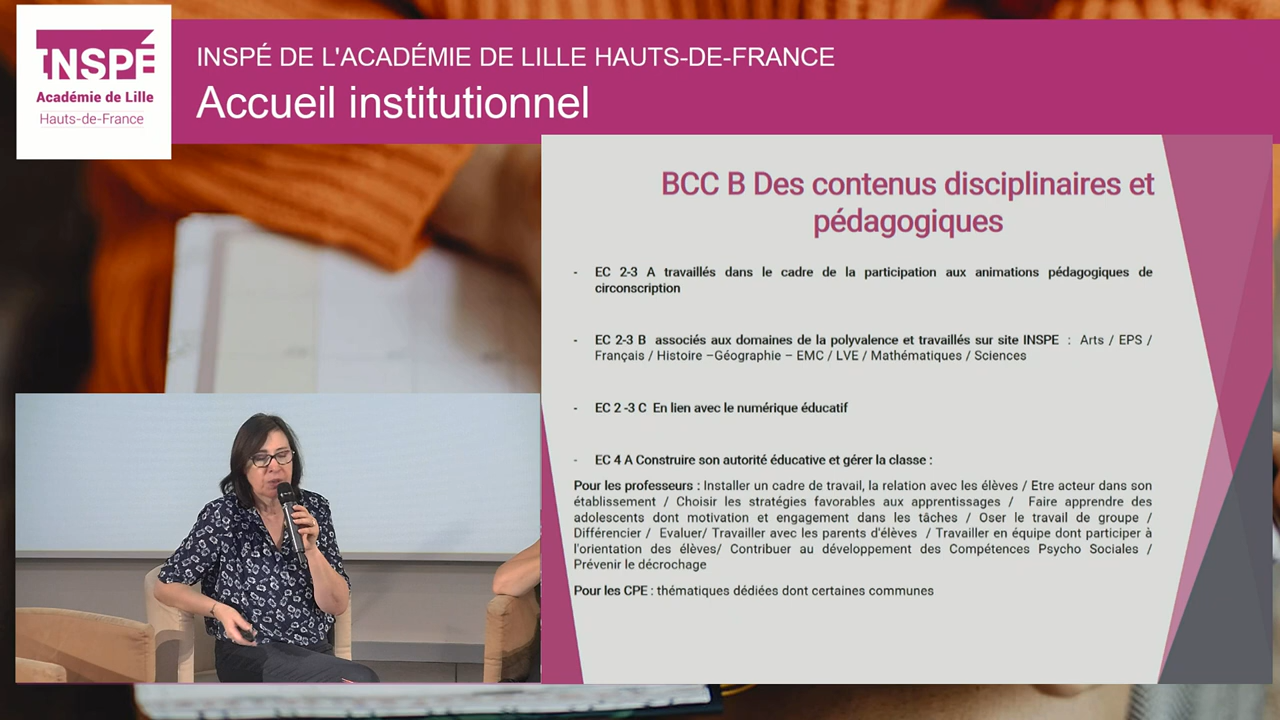 INSPÉ
Académie de Lille
Hauts-de-France
INSPÉ DE L'ACADÉMIE DE LILLE HAUTS-DE-FRANCE
Accueil institutionnel
BCC B Des contenus disciplinaires et
pédagogiques
- EC 2-3 A travaillés dans le cadre de la participation aux animations pédagogiques de
circonscription
- EC 2-3 B associés aux domaines de la polyvalence et travaillés sur site INSPE : Arts / EPS /
Français / Histoire –Géographie – EMC / LVE / Mathématiques / Sciences
- EC 2 -3 C En lien avec le numérique éducatif
- EC 4 A Construire son autorité éducative et gérer la classe :
Pour les professeurs : Installer un cadre de travail, la relation avec les élèves / Etre acteur dans son
établissement / Choisir les stratégies favorables aux apprentissages / Faire apprendre des
adolescents dont motivation et engagement dans les tâches / Oser le travail de groupe /
Différencier / Evaluer/ Travailler avec les parents d'élèves / Travailler en équipe dont participer à
l'orientation des élèves/ Contribuer au développement des Compétences Psycho Sociales /
Prévenir le décrochage
Pour les CPE : thématiques dédiées dont certaines communes